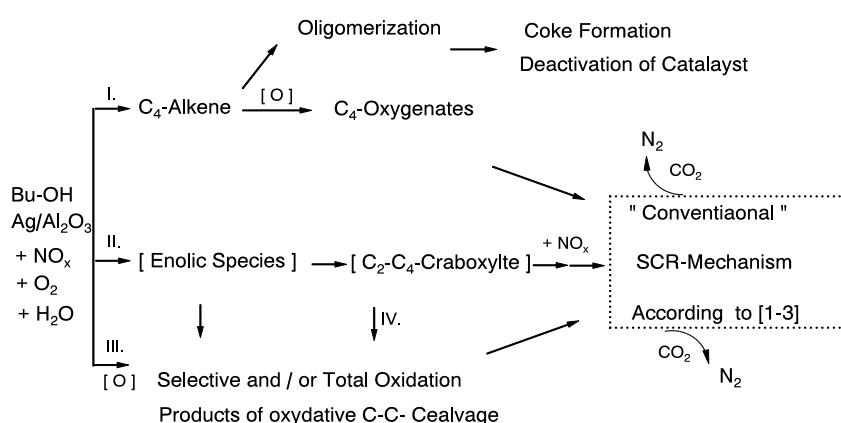 Oligomerization
Coke Formation
Deactivation of Catalayst
I.
C₄-Alkene
[ O ]
C₄-Oxygenates
N₂
CO₂
Bu-OH
Ag/Al₂O₃
+ NOₓ
+ O₂
+ H₂O
II.
[ Enolic Species ]
[ C₂-C₄-Craboxylte ]
+ NOₓ
" Conventiaonal "
SCR-Mechanism
According to [1-3]
III.
[ O ]
IV.
Selective and / or Total Oxidation
Products of oxydative C-C- Cealvage
CO₂
N₂